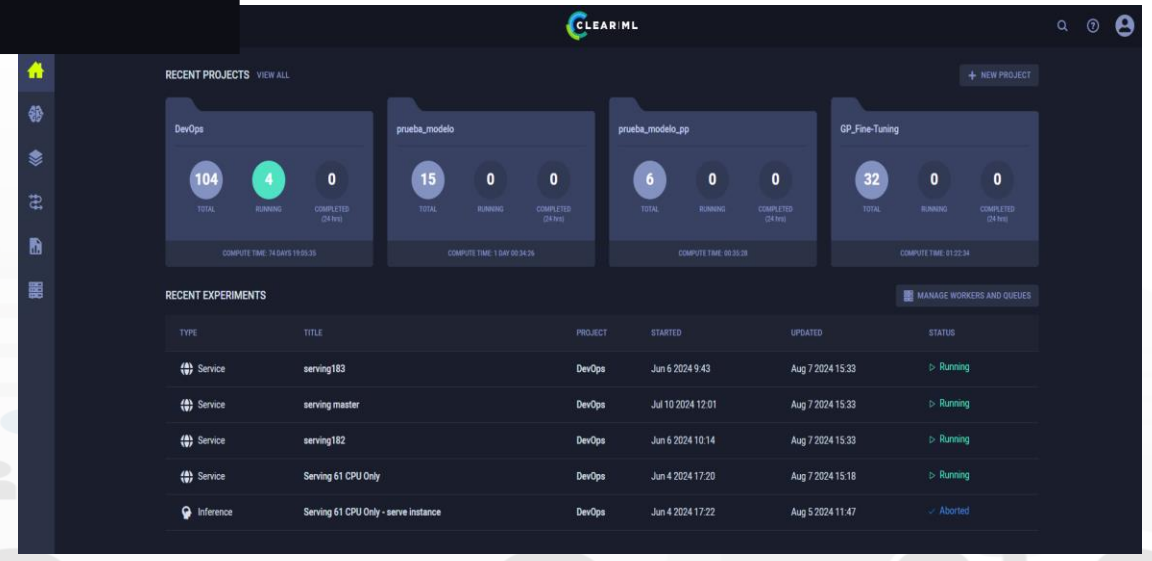 CLEAR|ML
RECENT PROJECTS VIEW ALL
+ NEW PROJECT
DevOps
104 4 0
TOTAL RUNNING COMPLETED (24 hrs)
COMPUTE TIME: 74 DAYS 19:05:35
prueba_modelo
15 0 0
TOTAL RUNNING COMPLETED (24 hrs)
COMPUTE TIME: 1 DAY 00:34:26
prueba_modelo_pp
6 0 0
TOTAL RUNNING COMPLETED (24 hrs)
COMPUTE TIME: 00:35:28
GP_Fine-Tuning
32 0 0
TOTAL RUNNING COMPLETED (24 hrs)
COMPUTE TIME: 01:22:34
RECENT EXPERIMENTS
MANAGE WORKERS AND QUEUES
TYPE TITLE PROJECT STARTED UPDATED STATUS
Service serving183 DevOps Jun 6 2024 9:43 Aug 7 2024 15:33 Running
Service serving master DevOps Jul 10 2024 12:01 Aug 7 2024 15:33 Running
Service serving182 DevOps Jun 6 2024 10:14 Aug 7 2024 15:33 Running
Service Serving 61 CPU Only DevOps Jun 4 2024 17:20 Aug 7 2024 15:18 Running
Inference Serving 61 CPU Only - serve instance DevOps Jun 4 2024 17:22 Aug 5 2024 11:47 Aborted